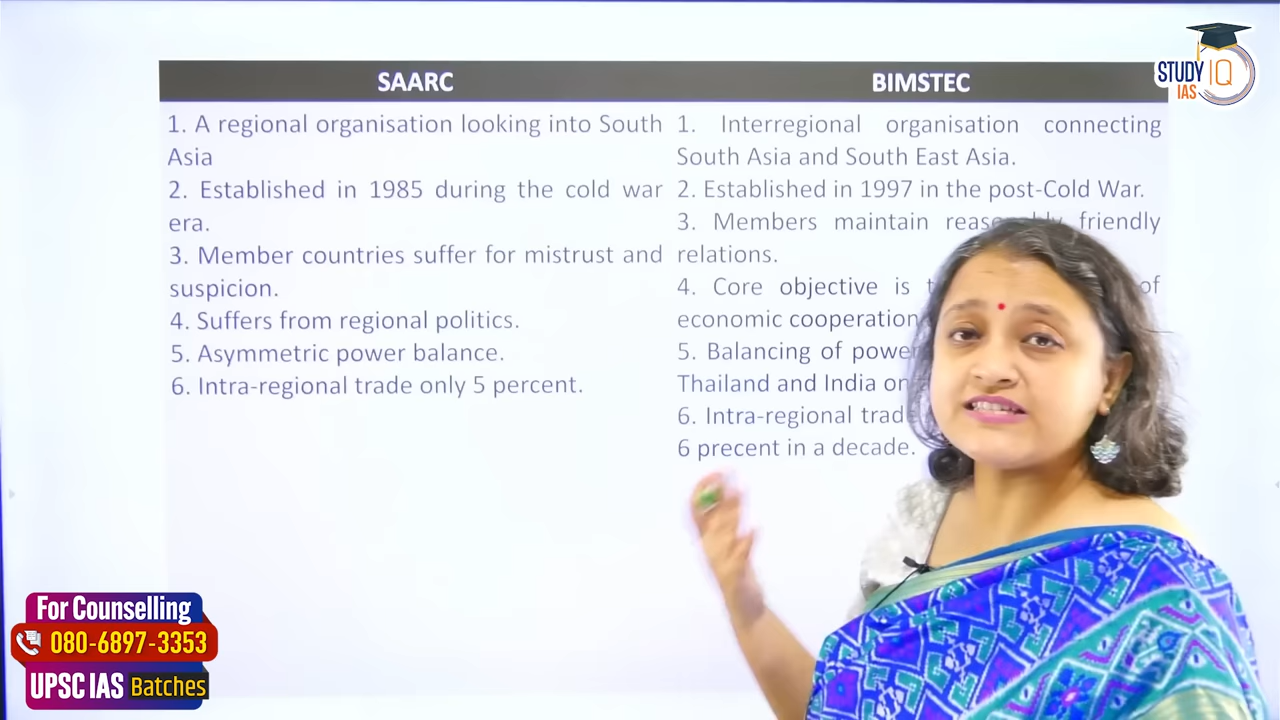 SAARC
1. A regional organisation looking into South
Asia
2. Established in 1985 during the cold war
era.
3. Member countries suffer for mistrust and
suspicion.
4. Suffers from regional politics.
5. Asymmetric power balance.
6. Intra-regional trade only 5 percent.
BIMSTEC
1. Interregional organisation connecting
South Asia and South East Asia.
2. Established in 1997 in the post-Cold War.
3. Members maintain friendly
relations.
4. Core objective is of
economic cooperation
5. Balancing of power
Thailand and India on
6. Intra-regional
6 precent in a decade.
STUDY IQ
IAS
For Counselling
080-6897-3353
UPSC IAS Batches